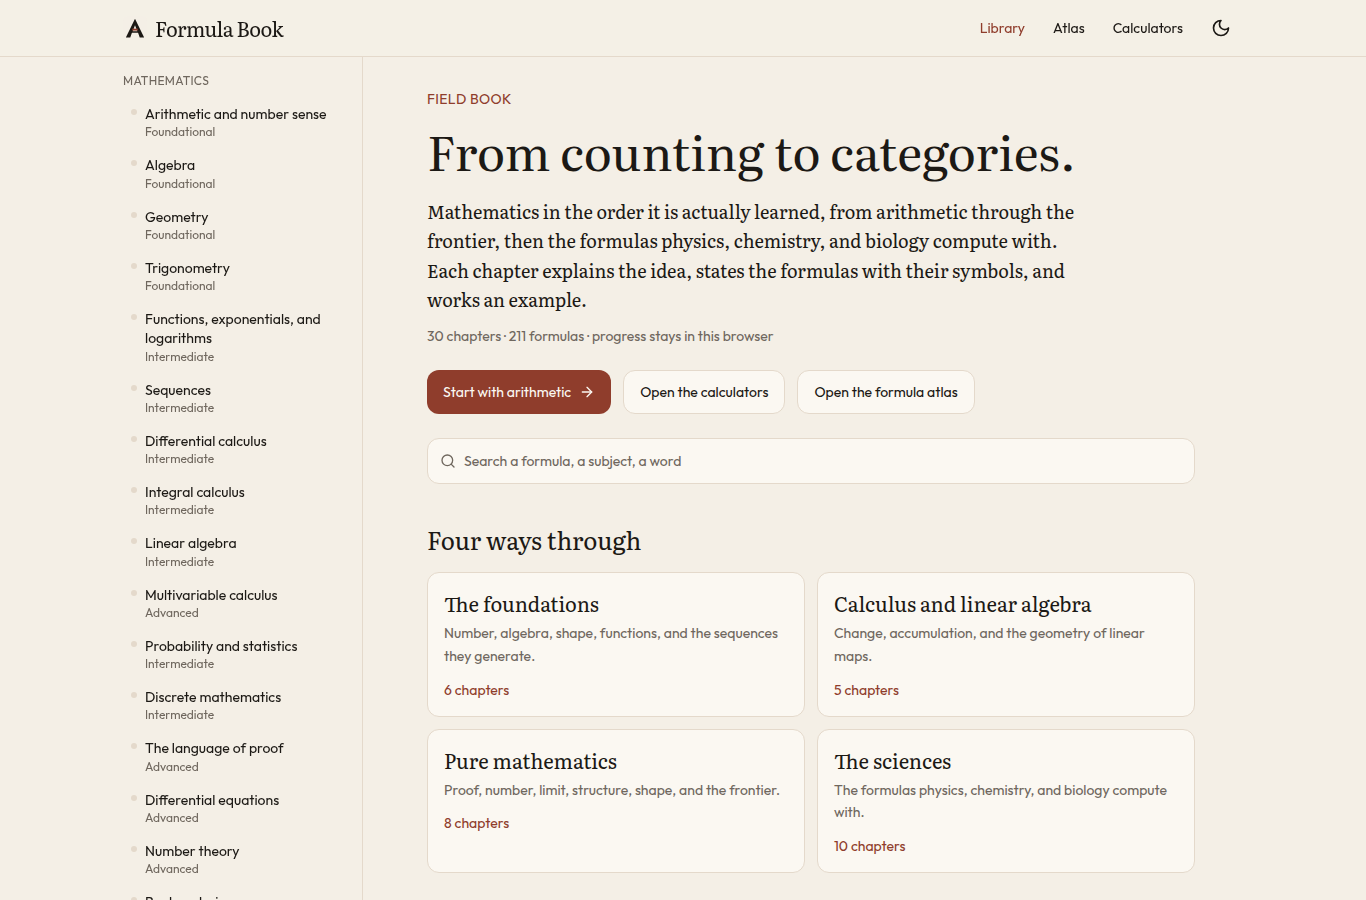 Formula Book
Library
Atlas
Calculators
MATHEMATICS
Arithmetic and number sense
Foundational
Algebra
Foundational
Geometry
Foundational
Trigonometry
Foundational
Functions, exponentials, and
logarithms
Intermediate
Sequences
Intermediate
Differential calculus
Intermediate
Integral calculus
Intermediate
Linear algebra
Intermediate
Multivariable calculus
Advanced
Probability and statistics
Intermediate
Discrete mathematics
Intermediate
The language of proof
Advanced
Differential equations
Advanced
Number theory
Advanced
FIELD BOOK
From counting to categories.
Mathematics in the order it is actually learned, from arithmetic through the
frontier, then the formulas physics, chemistry, and biology compute with.
Each chapter explains the idea, states the formulas with their symbols, and
works an example.
30 chapters · 211 formulas · progress stays in this browser
Start with arithmetic →
Open the calculators
Open the formula atlas
Search a formula, a subject, a word
Four ways through
The foundations
Number, algebra, shape, functions, and the sequences
they generate.
6 chapters
Calculus and linear algebra
Change, accumulation, and the geometry of linear
maps.
5 chapters
Pure mathematics
Proof, number, limit, structure, shape, and the frontier.
8 chapters
The sciences
The formulas physics, chemistry, and biology compute
with.
10 chapters